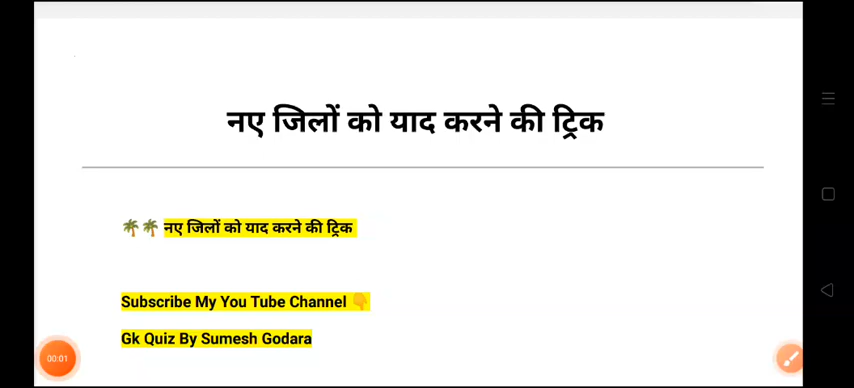 नए जिलों को याद करने की ट्रिक
🌴🌴 नए जिलों को याद करने की ट्रिक
Subscribe My You Tube Channel 👇
Gk Quiz By Sumesh Godara
00:01